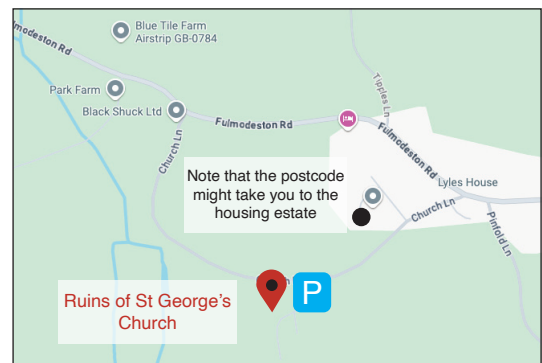 Blue Tile Farm
Airstrip GB-0784
Fulmodeston Rd
Park Farm
Black Shuck Ltd
Tipples Ln
Fulmodeston Rd
Fulmodeston Rd
Church Ln
Note that the postcode
might take you to the
housing estate
Lyles House
Church Ln
Pinfold Ln
P
Ruins of St George's
Church